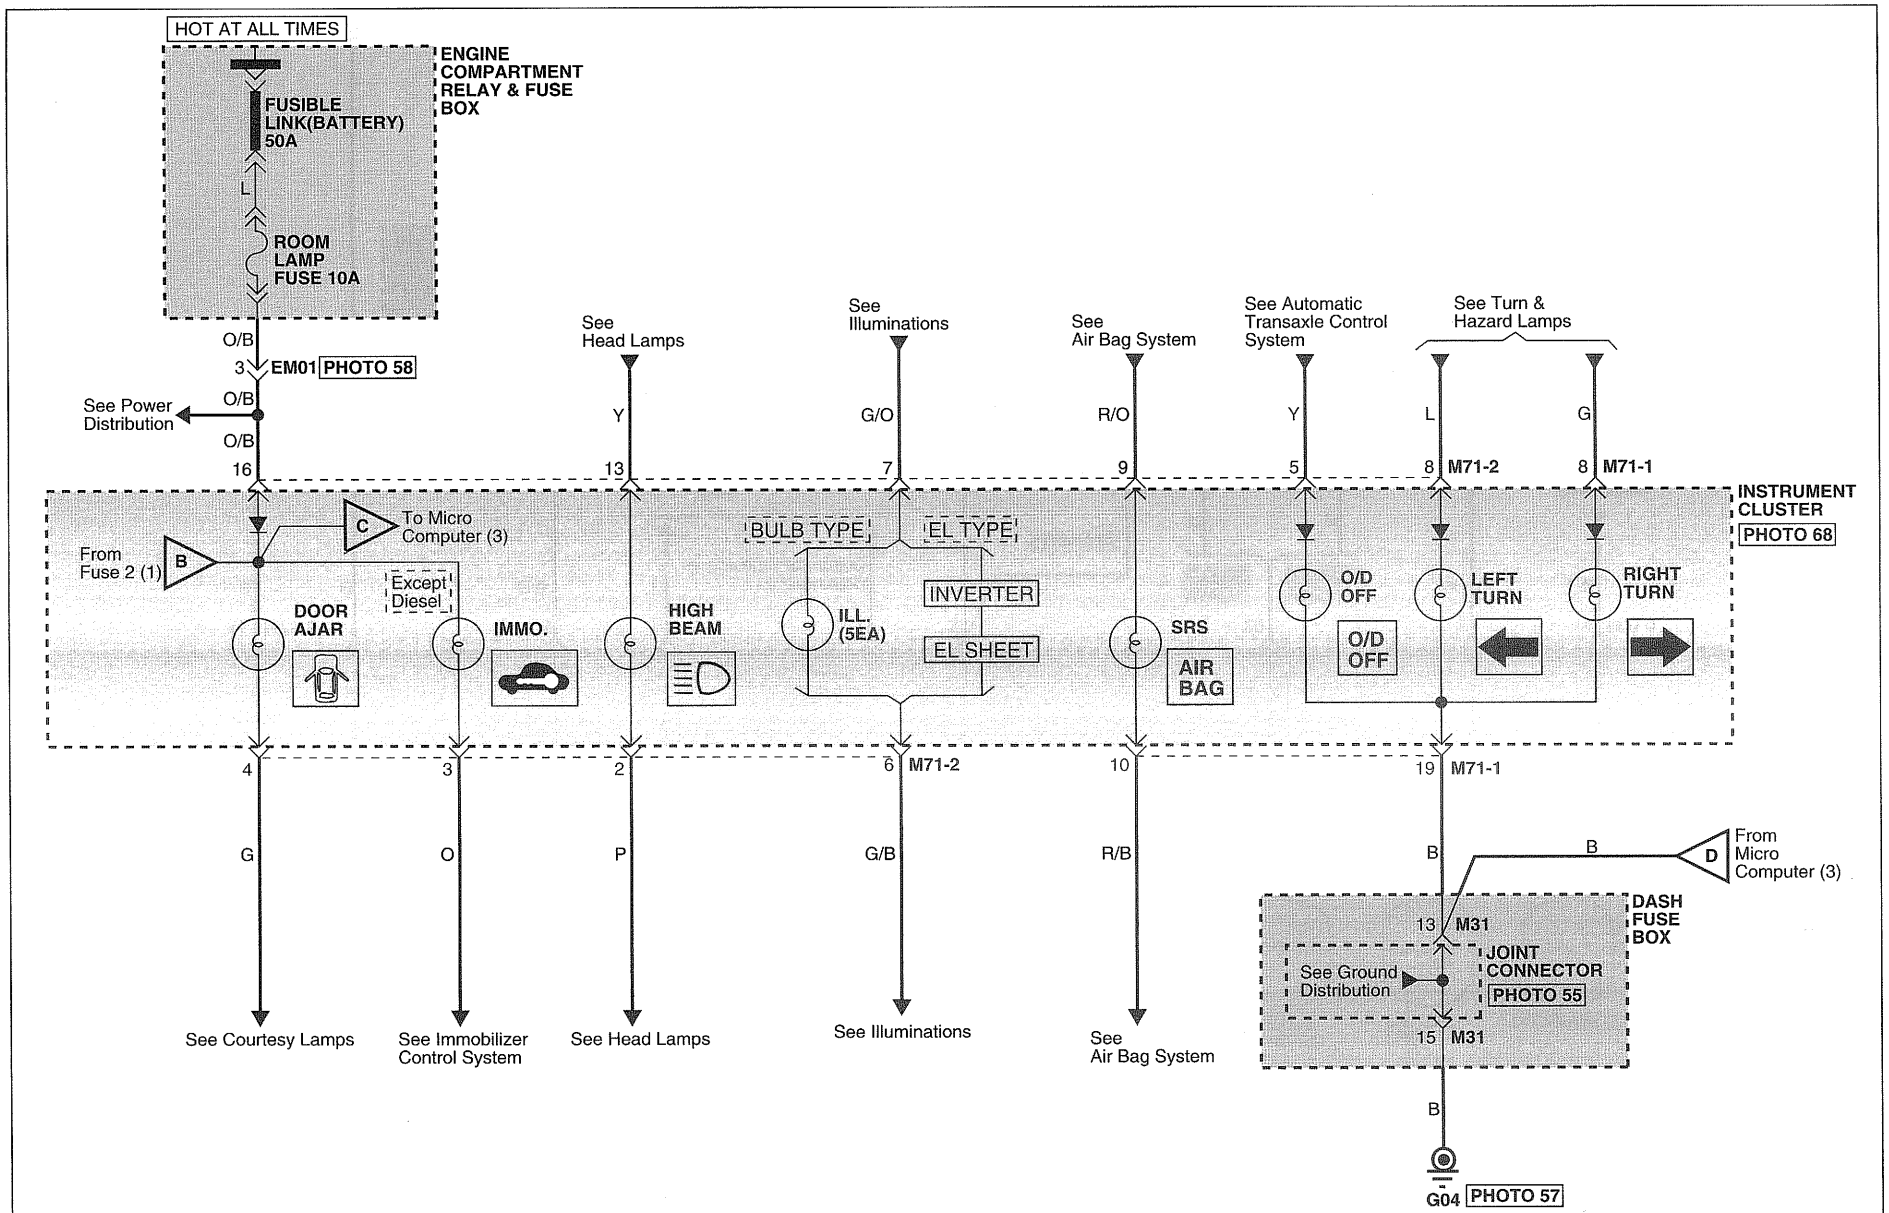 HOT AT ALL TIMES
ENGINE
COMPARTMENT
RELAY & FUSE
BOX
FUSIBLE
LINK(BATTERY)
50A
L
ROOM
LAMP
FUSE 10A
O/B
3
EM01
PHOTO 58
O/B
See Power
Distribution
O/B
16
See
Head Lamps
Y
13
See
Illuminations
G/O
7
See
Air Bag System
R/O
9
See Automatic
Transaxle Control
System
Y
5
See Turn &
Hazard Lamps
L
8
M71-2
G
8
M71-1
INSTRUMENT
CLUSTER
PHOTO 68
C
To Micro
Computer (3)
From
Fuse 2 (1)
B
Except
Diesel
DOOR
AJAR
IMMO.
HIGH
BEAM
BULB TYPE
EL TYPE
ILL.
(5EA)
INVERTER
EL SHEET
SRS
AIR
BAG
O/D
OFF
O/D
OFF
LEFT
TURN
RIGHT
TURN
4
3
2
6
M71-2
10
19
M71-1
G
O
P
G/B
R/B
B
B
D
From
Micro
Computer (3)
DASH
FUSE
BOX
13
M31
See Ground
Distribution
JOINT
CONNECTOR
PHOTO 55
15
M31
See Courtesy Lamps
See Immobilizer
Control System
See Head Lamps
See Illuminations
See
Air Bag System
B
G04
PHOTO 57